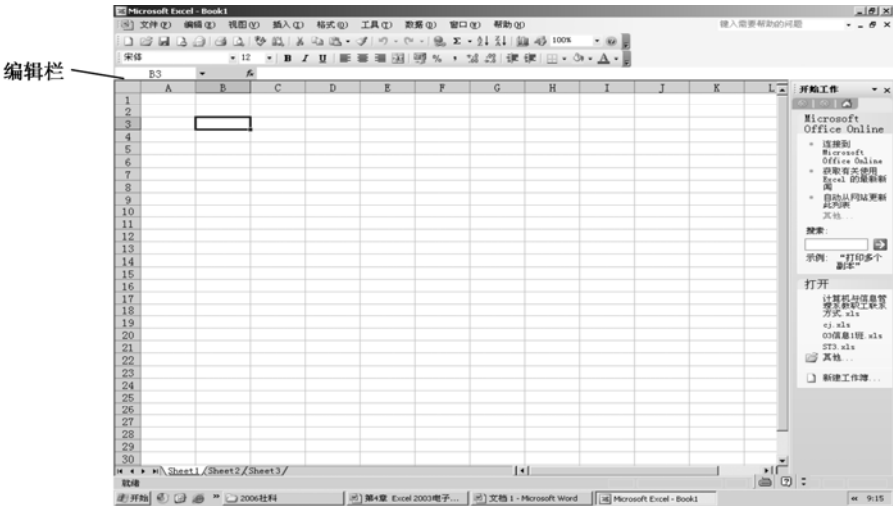 Microsoft Excel - Book1
文件(F) 编辑(E) 视图(V) 插入(I) 格式(O) 工具(T) 数据(D) 窗口(W) 帮助(H) 键入需要帮助的问题
100%
宋体 12 B I U
编辑栏
B3 fx
A B C D E F G H I J K L
开始工作
1
2
3
4
5
6
7
8
9
10
11
12
13
14
15
16
17
18
19
20
21
22
23
24
25
26
27
28
29
30
Microsoft
Office Online
连接到
Microsoft
Office Online
获取有关使用
Excel 的最新新
闻
自动从网站更新
此列表
其他...
搜索:
示例: "打印多个
副本"
打开
计算机与信息管
理系教职工联系
方式.xls
cj.xls
03信息1班.xls
ST3.xls
其他...
新建工作簿...
Sheet1 Sheet2 Sheet3
就绪
开始 2006社科 第4章 Excel 2003电子... 文档 1 - Microsoft Word Microsoft Excel - Book1 9:15